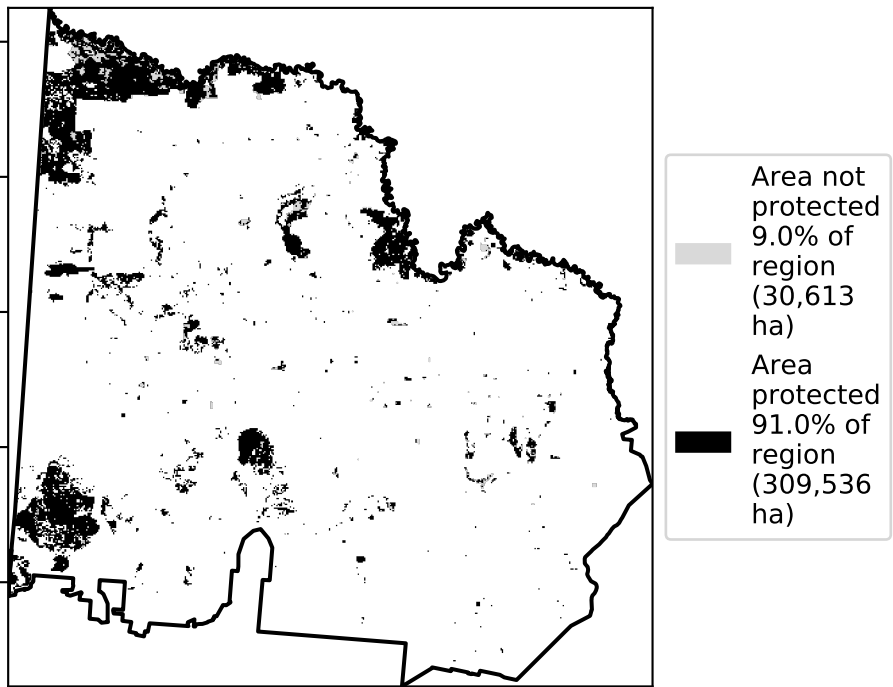 Area not
protected
9.0% of
region
(30,613
ha)
Area
protected
91.0% of
region
(309,536
ha)